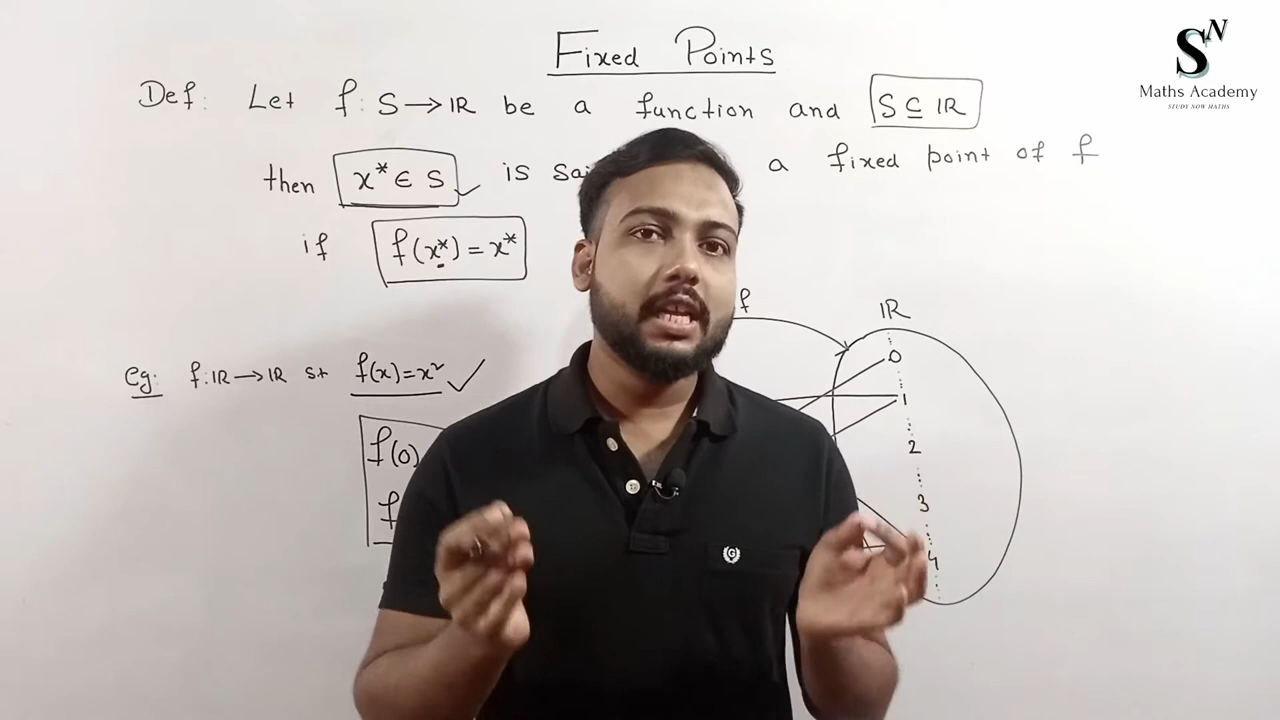 Fixed Points
SN
Maths Academy
STUDY NOW MATHS
Def: Let f: S → IR be a function and S ⊆ IR
then x* ∈ S is a fixed point of f
if f(x*) = x*
f
IR
eg: f: IR → IR st f(x) = x²
f(0)
f
0
1
2
3
4